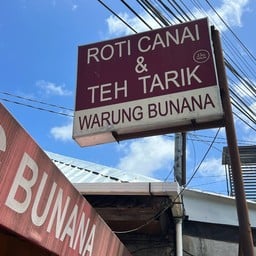 ROTI CANAI
&
TEH TARIK
WARUNG BUNANA
BUNANA